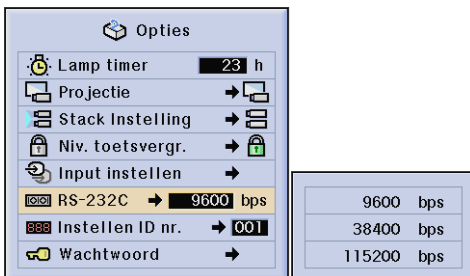 Opties
Lamp timer 23 h
Projectie
Stack Instelling
Niv. toetsvergr.
Input instellen
RS-232C 9600 bps
888 Instellen ID nr. 001
Wachtwoord
9600 bps
38400 bps
115200 bps